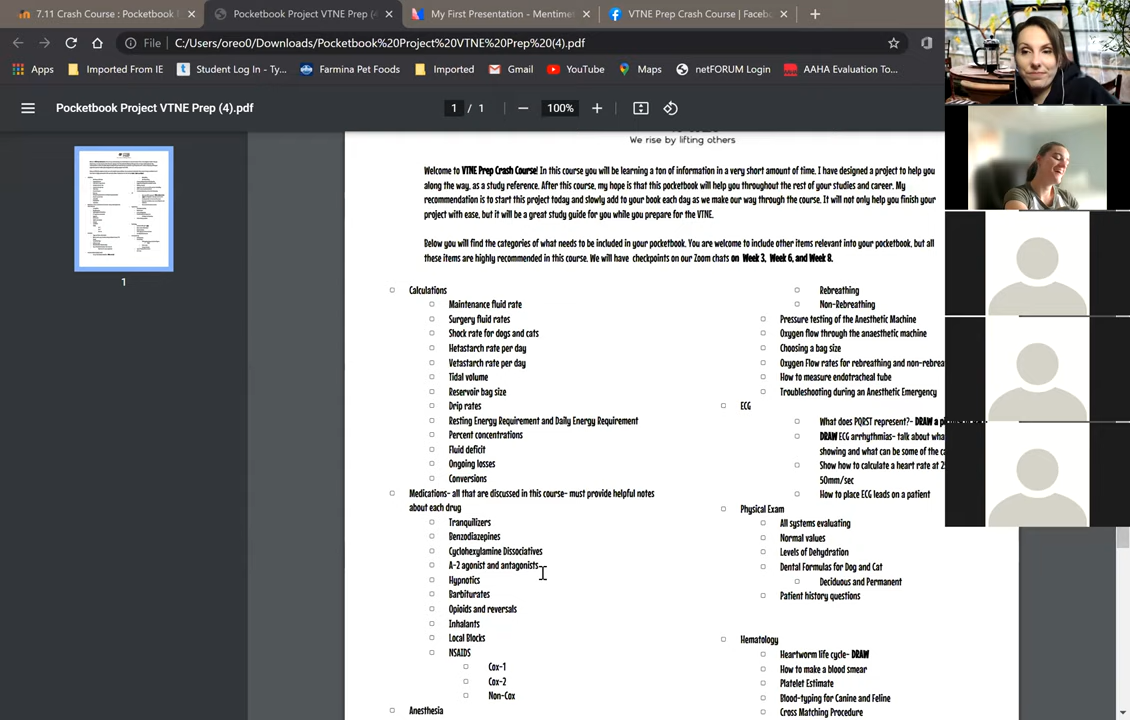 7.11 Crash Course : Pocketbook
Pocketbook Project VTNE Prep (4)
My First Presentation - Mentimet
VTNE Prep Crash Course | Faceb
File
C:/Users/oreo0/Downloads/Pocketbook%20Project%20VTNE%20Prep%20(4).pdf
Apps
Imported From IE
Student Log In - Ty...
Farmina Pet Foods
Imported
Gmail
YouTube
Maps
netFORUM Login
AAHA Evaluation To...
Pocketbook Project VTNE Prep (4).pdf
1 / 1
100%
1
We rise by lifting others
Welcome to VTNE Prep Crash Course! In this course you will be learning a ton of information in a very short amount of time. I have designed a project to help you
along the way, as a study reference. After this course, my hope is that this pocketbook will help you throughout the rest of your studies and career. My
recommendation is to start this project today and slowly add to your book each day as we make our way through the course. It will not only help you finish your
project with ease, but it will be a great study guide for you while you prepare for the VTNE.
Below you will find the categories of what needs to be included in your pocketbook. You are welcome to include other items relevant into your pocketbook, but all
these items are highly recommended in this course. We will have checkpoints on our Zoom chats on Week 3, Week 6, and Week 8.
Calculations
Maintenance fluid rate
Surgery fluid rates
Shock rate for dogs and cats
Hetastarch rate per day
Vetastarch rate per day
Tidal volume
Reservoir bag size
Drip rates
Resting Energy Requirement and Daily Energy Requirement
Percent concentrations
Fluid deficit
Ongoing losses
Conversions
Medications- all that are discussed in this course- must provide helpful notes
about each drug
Tranquilizers
Benzodiazepines
Cyclohexylamine Dissociatives
A-2 agonist and antagonists
Hypnotics
Barbiturates
Opioids and reversals
Inhalants
Local Blocks
NSAIDS
Cox-1
Cox-2
Non-Cox
Anesthesia
Rebreathing
Non-Rebreathing
Pressure testing of the Anesthetic Machine
Oxygen flow through the anaesthetic machine
Choosing a bag size
Oxygen Flow rates for rebreathing and non-rebrea
How to measure endotracheal tube
Troubleshooting during an Anesthetic Emergency
ECG
What does PQRST represent?- DRAW a
DRAW ECG arrhythmias- talk about wha
showing and what can be some of the ca
Show how to calculate a heart rate at 2
50mm/sec
How to place ECG leads on a patient
Physical Exam
All systems evaluating
Normal values
Levels of Dehydration
Dental Formulas for Dog and Cat
Deciduous and Permanent
Patient history questions
Hematology
Heartworm life cycle- DRAW
How to make a blood smear
Platelet Estimate
Blood-typing for Canine and Feline
Cross Matching Procedure